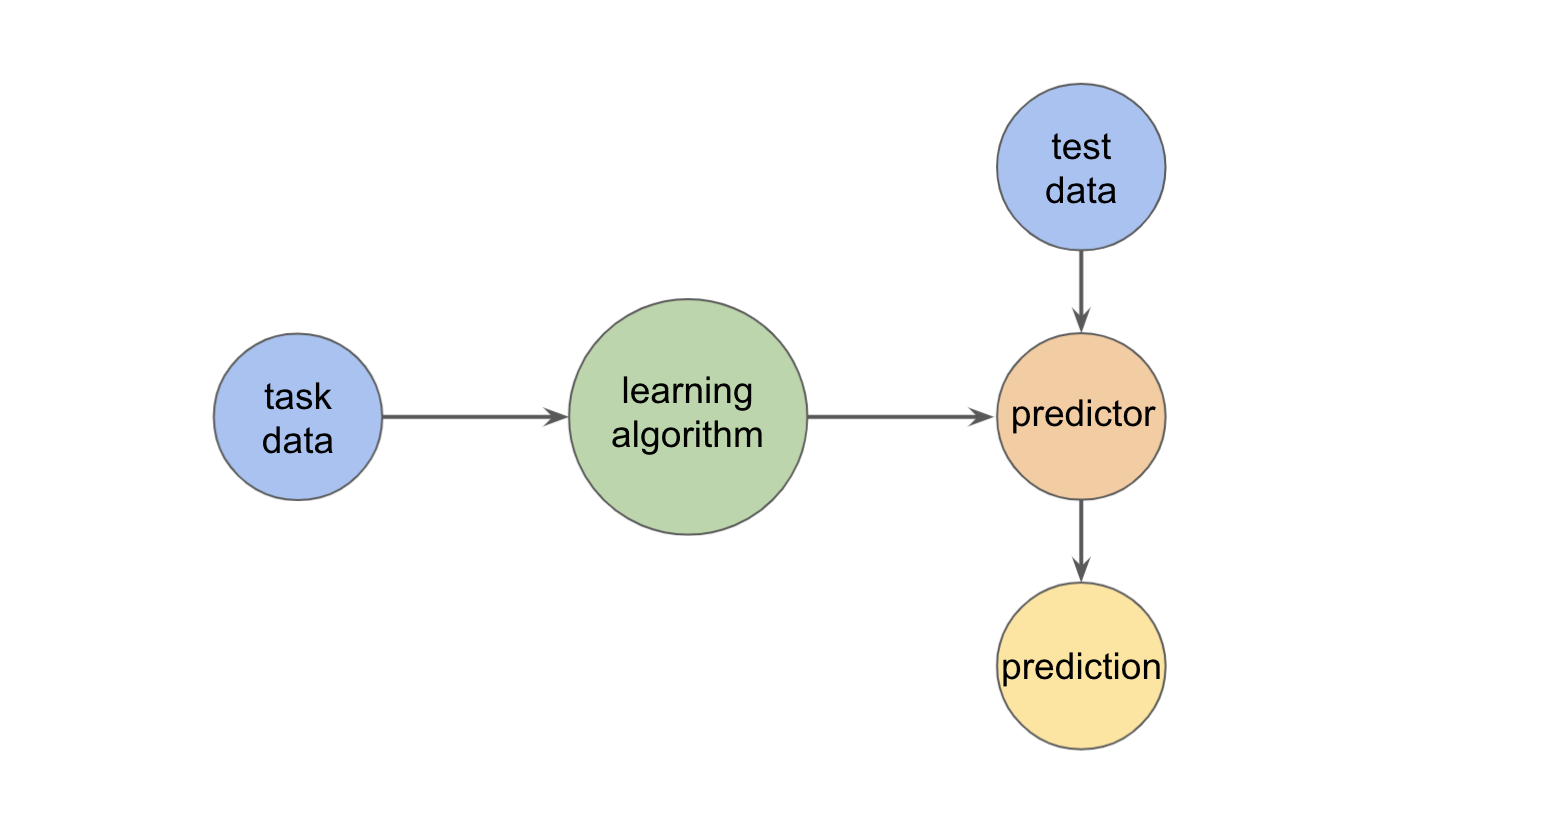 test
data
task
data
learning
algorithm
predictor
prediction